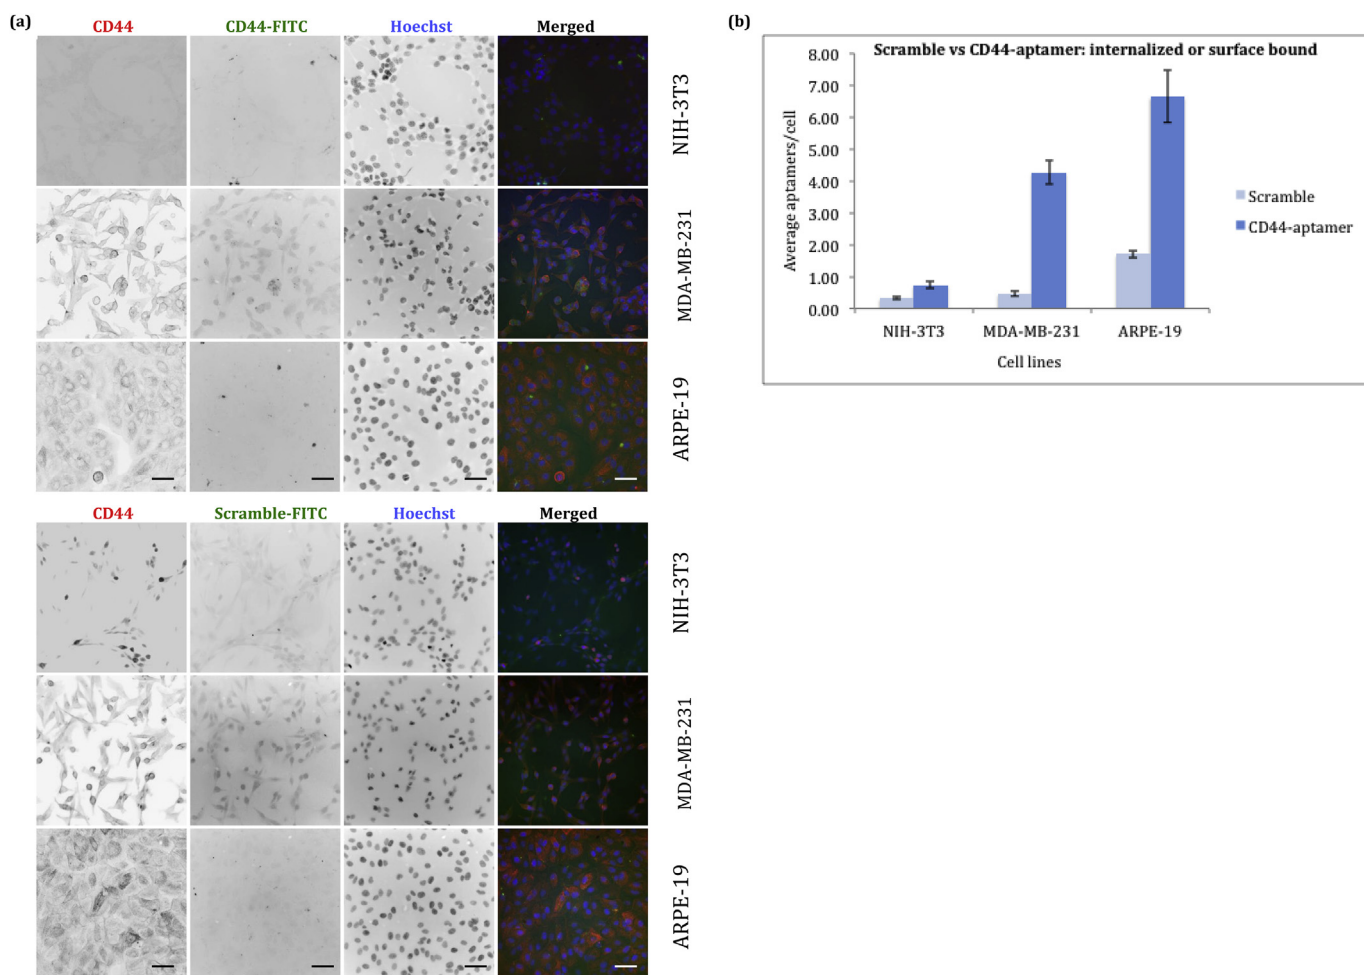 (a)
CD44 CD44-FITC Hoechst Merged
NIH-3T3
MDA-MB-231
ARPE-19
CD44 Scramble-FITC Hoechst Merged
NIH-3T3
MDA-MB-231
ARPE-19
(b)
Scramble vs CD44-aptamer: internalized or surface bound
Average aptamers/cell
8.00
7.00
6.00
5.00
4.00
3.00
2.00
1.00
0.00
NIH-3T3 MDA-MB-231 ARPE-19
Cell lines
Scramble
CD44-aptamer